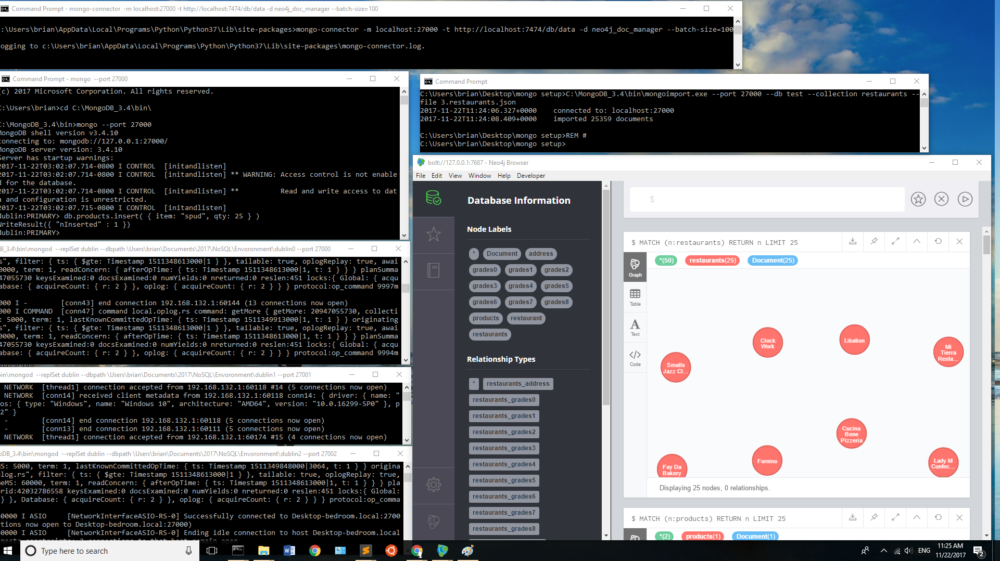 Command Prompt - mongo-connector -m localhost:27000 -t http://localhost:7474/db/data -d neo4j_doc_manager --batch-size=100
:\Users\brian\AppData\Local\Programs\Python\Python37\Lib\site-packages>mongo-connector -m localhost:27000 -t http://localhost:7474/db/data -d neo4j_doc_manager --batch-size=100
ogging to c:\Users\brian\AppData\Local\Programs\Python\Python37\Lib\site-packages\mongo-connector.log.
Command Prompt - mongo --port 27000
(c) 2017 Microsoft Corporation. All rights reserved.
C:\Users\brian>cd C:\MongoDB_3.4\bin\
C:\MongoDB_3.4\bin>mongo --port 27000
MongoDB shell version v3.4.10
connecting to: mongodb://127.0.0.1:27000/
MongoDB server version: 3.4.10
Server has startup warnings:
2017-11-22T03:02:07.714-0800 I CONTROL  [initandlisten]
2017-11-22T03:02:07.714-0800 I CONTROL  [initandlisten] ** WARNING: Access control is not enable
d for the database.
2017-11-22T03:02:07.714-0800 I CONTROL  [initandlisten] **          Read and write access to dat
a and configuration is unrestricted.
2017-11-22T03:02:07.715-0800 I CONTROL  [initandlisten]
dublin:PRIMARY> db.products.insert( { item: "spud", qty: 25 } )
WriteResult({ "nInserted" : 1 })
dublin:PRIMARY>
DB_3.4\bin\mongod --replSet dublin --dbpath \Users\brian\Documents\2017\NoSQL\Envoronment\dublin0 --port 27000
s", filter: { ts: { $gte: Timestamp 1511348613000|1 } }, tailable: true, oplogReplay: true, awai
0000, term: 1, readConcern: { afterOpTime: { ts: Timestamp 1511348613000|1, t: 1 } } } planSumma
47055730 keysExamined:0 docsExamined:0 numYields:0 nreturned:0 reslen:451 locks:{ Global: { acqu
abase: { acquireCount: { r: 2 } }, oplog: { acquireCount: { r: 2 } } } protocol:op_command 9997m
000 I -        [conn43] end connection 192.168.132.1:60144 (13 connections now open)
000 I COMMAND  [conn47] command local.oplog.rs command: getMore { getMore: 20947055730, collecti
: 5000, term: 1, lastKnownCommittedOpTime: { ts: Timestamp 1511349913000|1, t: 1 } } originating
s", filter: { ts: { $gte: Timestamp 1511348613000|1 } }, tailable: true, oplogReplay: true, awai
0000, term: 1, readConcern: { afterOpTime: { ts: Timestamp 1511348613000|1, t: 1 } } } planSumma
47055730 keysExamined:0 docsExamined:0 numYields:0 nreturned:0 reslen:451 locks:{ Global: { acqu
abase: { acquireCount: { r: 2 } }, oplog: { acquireCount: { r: 2 } } } protocol:op_command 9994m
bin\mongod --replSet dublin --dbpath \Users\brian\Documents\2017\NoSQL\Envoronment\dublin1 --port 27001
NETWORK  [thread1] connection accepted from 192.168.132.1:60118 #14 (5 connections now open)
NETWORK  [conn14] received client metadata from 192.168.132.1:60118 conn14: { driver: { name: "
os: { type: "Windows", name: "Windows 10", architecture: "AMD64", version: "10.0.16299-SP0" }, p
2" }
-        [conn14] end connection 192.168.132.1:60118 (5 connections now open)
-        [conn13] end connection 192.168.132.1:60111 (5 connections now open)
NETWORK  [thread1] connection accepted from 192.168.132.1:60174 #15 (4 connections now open)
oDB_3.4\bin\mongod --replSet dublin --dbpath \Users\brian\Documents\2017\NoSQL\Envoronment\dublin2 --port 27002
MS: 5000, term: 1, lastKnownCommittedOpTime: { ts: Timestamp 1511349848000|3064, t: 1 } } origina
log.rs", filter: { ts: { $gte: Timestamp 1511348613000|1 } }, tailable: true, oplogReplay: true,
meMS: 60000, term: 1, readConcern: { afterOpTime: { ts: Timestamp 1511348613000|1, t: 1 } } } pla
orid:42032786558 keysExamined:0 docsExamined:0 numYields:0 nreturned:0 reslen:451 locks:{ Global:
} }, Database: { acquireCount: { r: 2 } }, oplog: { acquireCount: { r: 2 } } } protocol:op_comma
-0000 I ASIO     [NetworkInterfaceASIO-RS-0] Successfully connected to Desktop-bedroom.local:2700
tions now open to Desktop-bedroom.local:27000)
-0000 I ASIO     [NetworkInterfaceASIO-RS-0] Ending idle connection to host Desktop-bedroom.local
Command Prompt
C:\Users\brian\Desktop\mongo setup>C:\MongoDB_3.4\bin\mongoimport.exe --port 27000 --db test --collection restaurants --
file 3.restaurants.json
2017-11-22T11:24:06.327+0000    connected to: localhost:27000
2017-11-22T11:24:08.409+0000    imported 25359 documents
C:\Users\brian\Desktop\mongo setup>REM #
C:\Users\brian\Desktop\mongo setup>
bolt://127.0.0.1:7687 - Neo4j Browser
File Edit View Window Help Developer
Database Information
Node Labels
* Document address
grades0 grades1 grades2
grades3 grades4 grades5
grades6 grades7 grades8
products restaurant
restaurants
Relationship Types
* restaurants_address
restaurants_grades0
restaurants_grades1
restaurants_grades2
restaurants_grades3
restaurants_grades4
restaurants_grades5
restaurants_grades6
restaurants_grades7
restaurants_grades8
$
$ MATCH (n:restaurants) RETURN n LIMIT 25
*(50) restaurants(25) Document(25)
Graph
Table
Text
Code
Clock
Work
Libation
Mi
Tierra
Resta...
Smalls
Jazz Cl...
Cucina
Bene
Pizzeria
Fornino
Fay Da
Bakery
Lady M
Confec...
Displaying 25 nodes, 0 relationships.
$ MATCH (n:products) RETURN n LIMIT 25
*(2) products(1) Document(1)
Type here to search
ENG
11:25 AM
11/22/2017
2